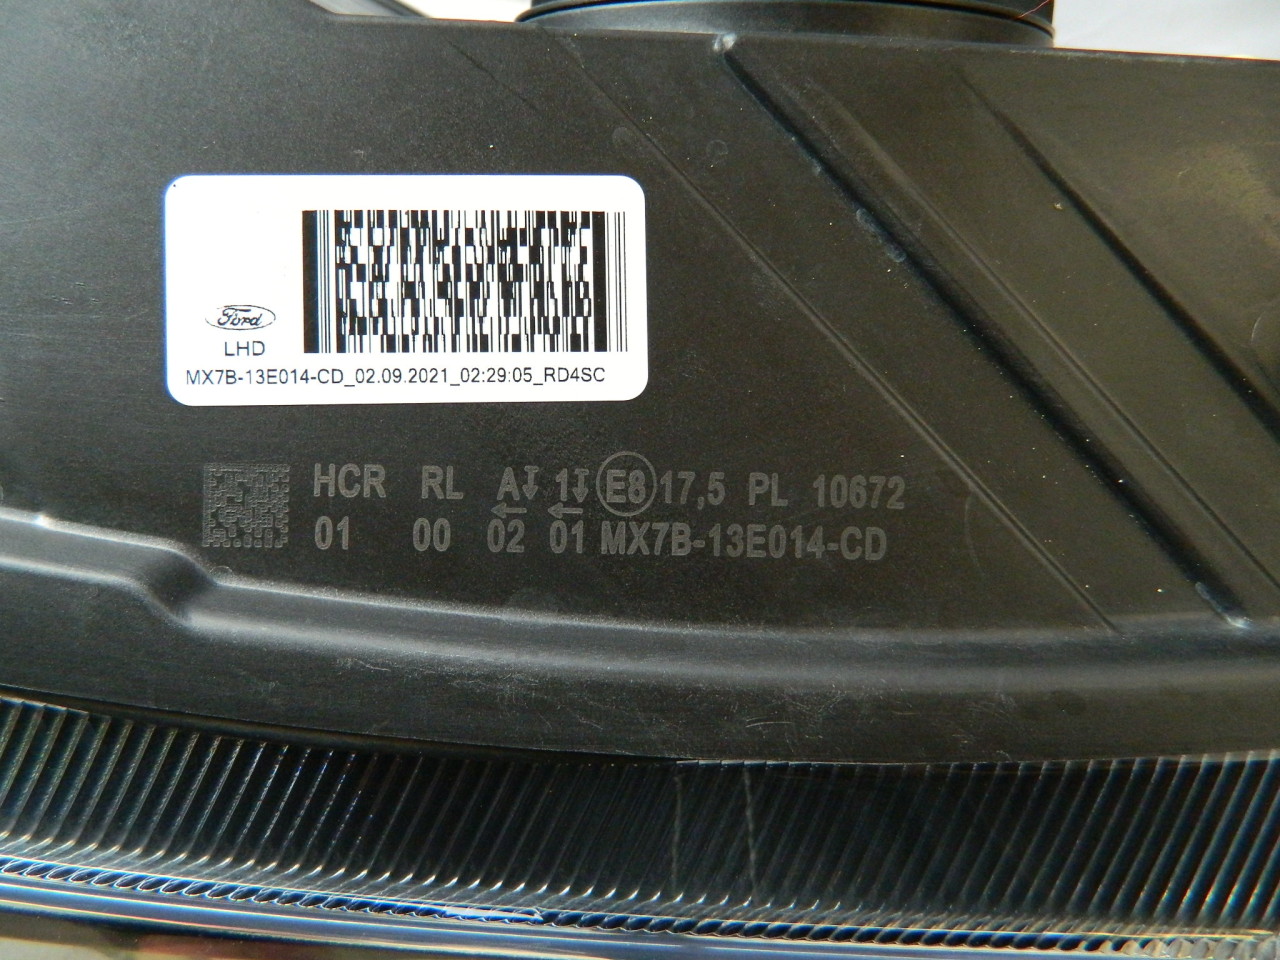 Ford
LHD
MX7B-13E014-CD_02.09.2021_02:29:05_RD4SC
HCR RL A↧ 1↧ E8 17,5 PL 10672
← ←
01 00 02 01 MX7B-13E014-CD